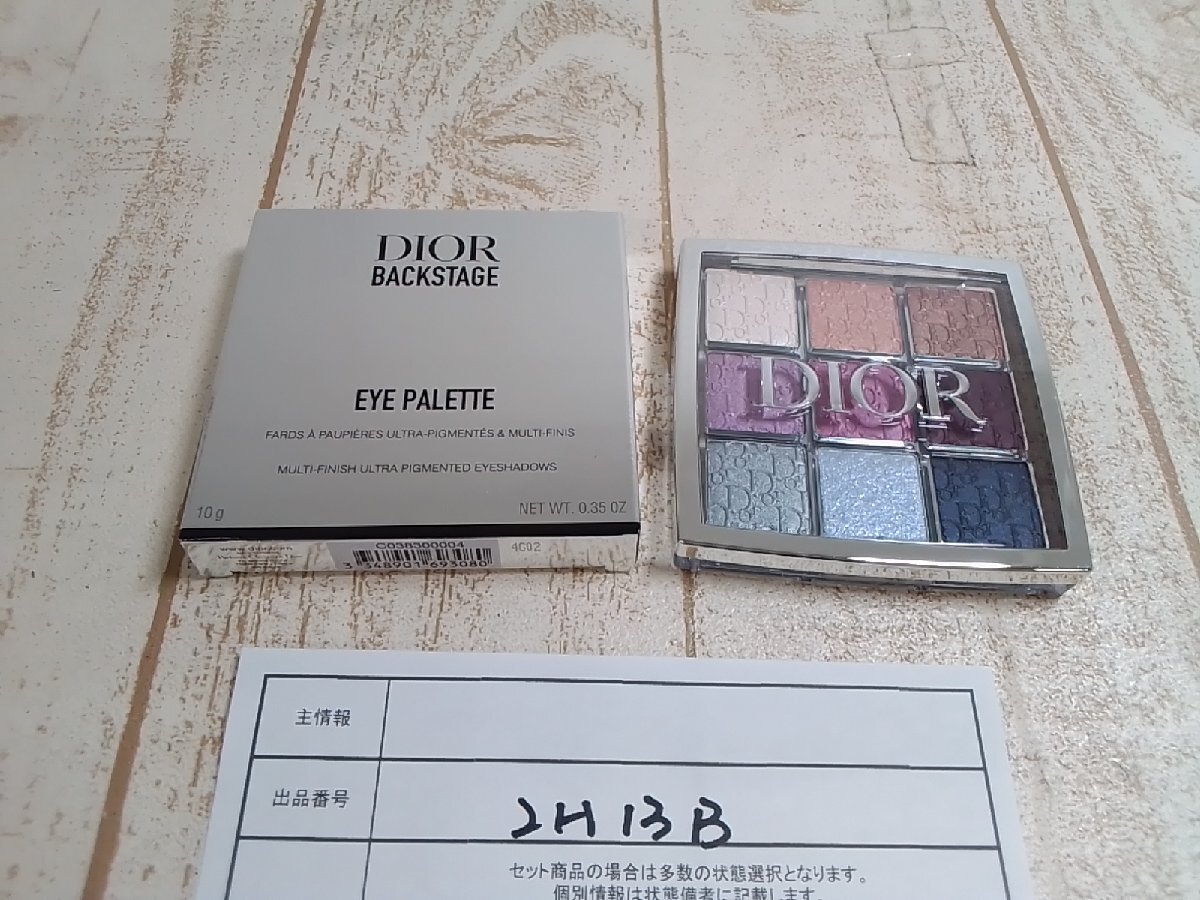 DIOR
BACKSTAGE
EYE PALETTE
FARDS À PAUPIÈRES ULTRA-PIGMENTÉS & MULTI-FINIS
MULTI-FINISH ULTRA PIGMENTED EYESHADOWS
10 g NET WT. 0.35 OZ
C038300004 4C02
3 348901 693080
DIOR
主情報
出品番号 2H13B
セット商品の場合は多数の状態選択となります。
個別情報は状態備考に記載します。